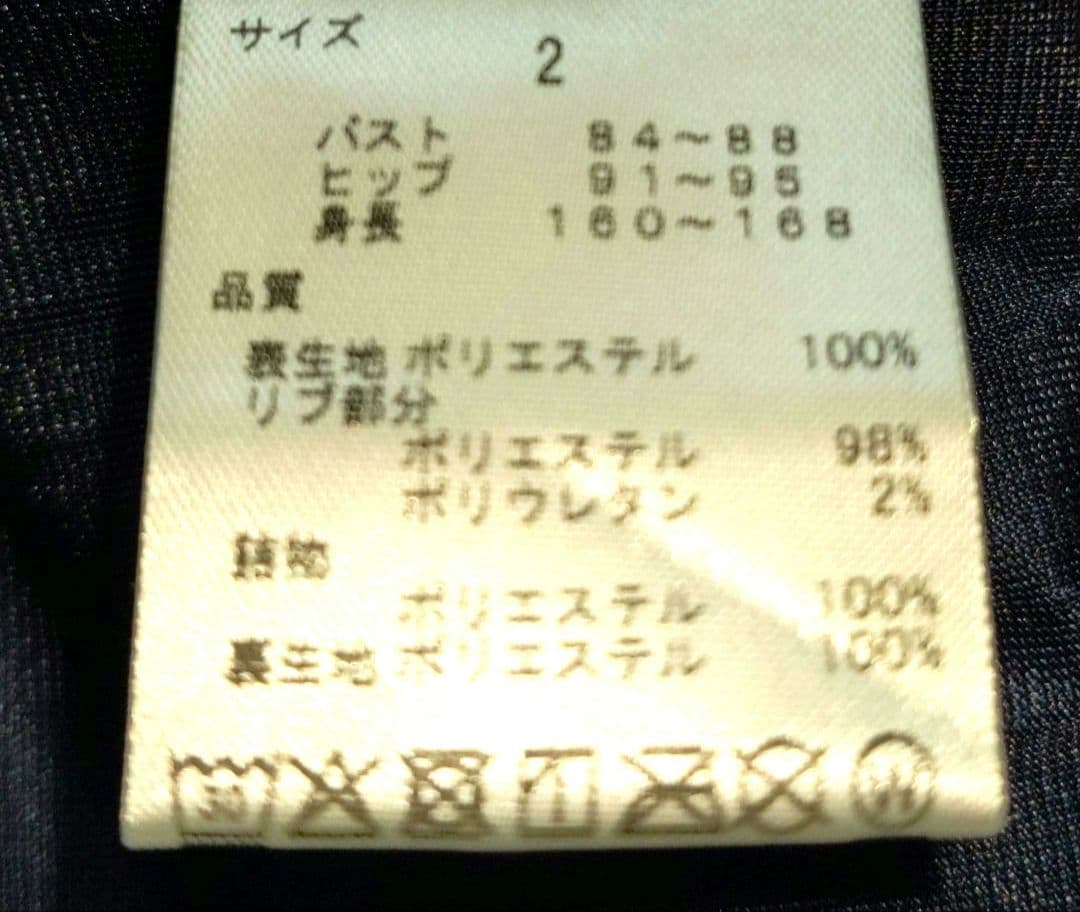 サイズ 2
バスト 84~88
ヒップ 91~95
身長 160~168
品質
表生地 ポリエステル 100%
リブ部分
ポリエステル 98%
ポリウレタン 2%
詰物
ポリエステル 100%
裏生地 ポリエステル 100%